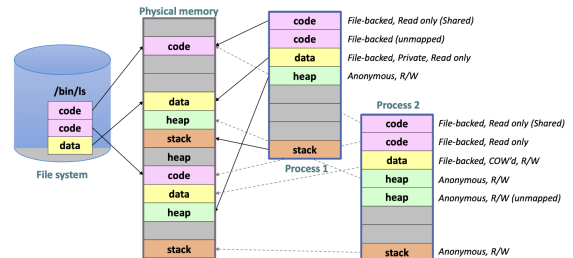 Physical memory
code
data
heap
stack
heap
code
data
heap
stack
/bin/ls
code
code
data
File system
code
code
data
heap
stack
Process 1
File-backed, Read only (Shared)
File-backed (unmapped)
File-backed, Private, Read only
Anonymous, R/W
Process 2
code
code
data
heap
heap
stack
File-backed, Read only (Shared)
File-backed, Read only
File-backed, COW'd, R/W
Anonymous, R/W
Anonymous, R/W (unmapped)
Anonymous, R/W